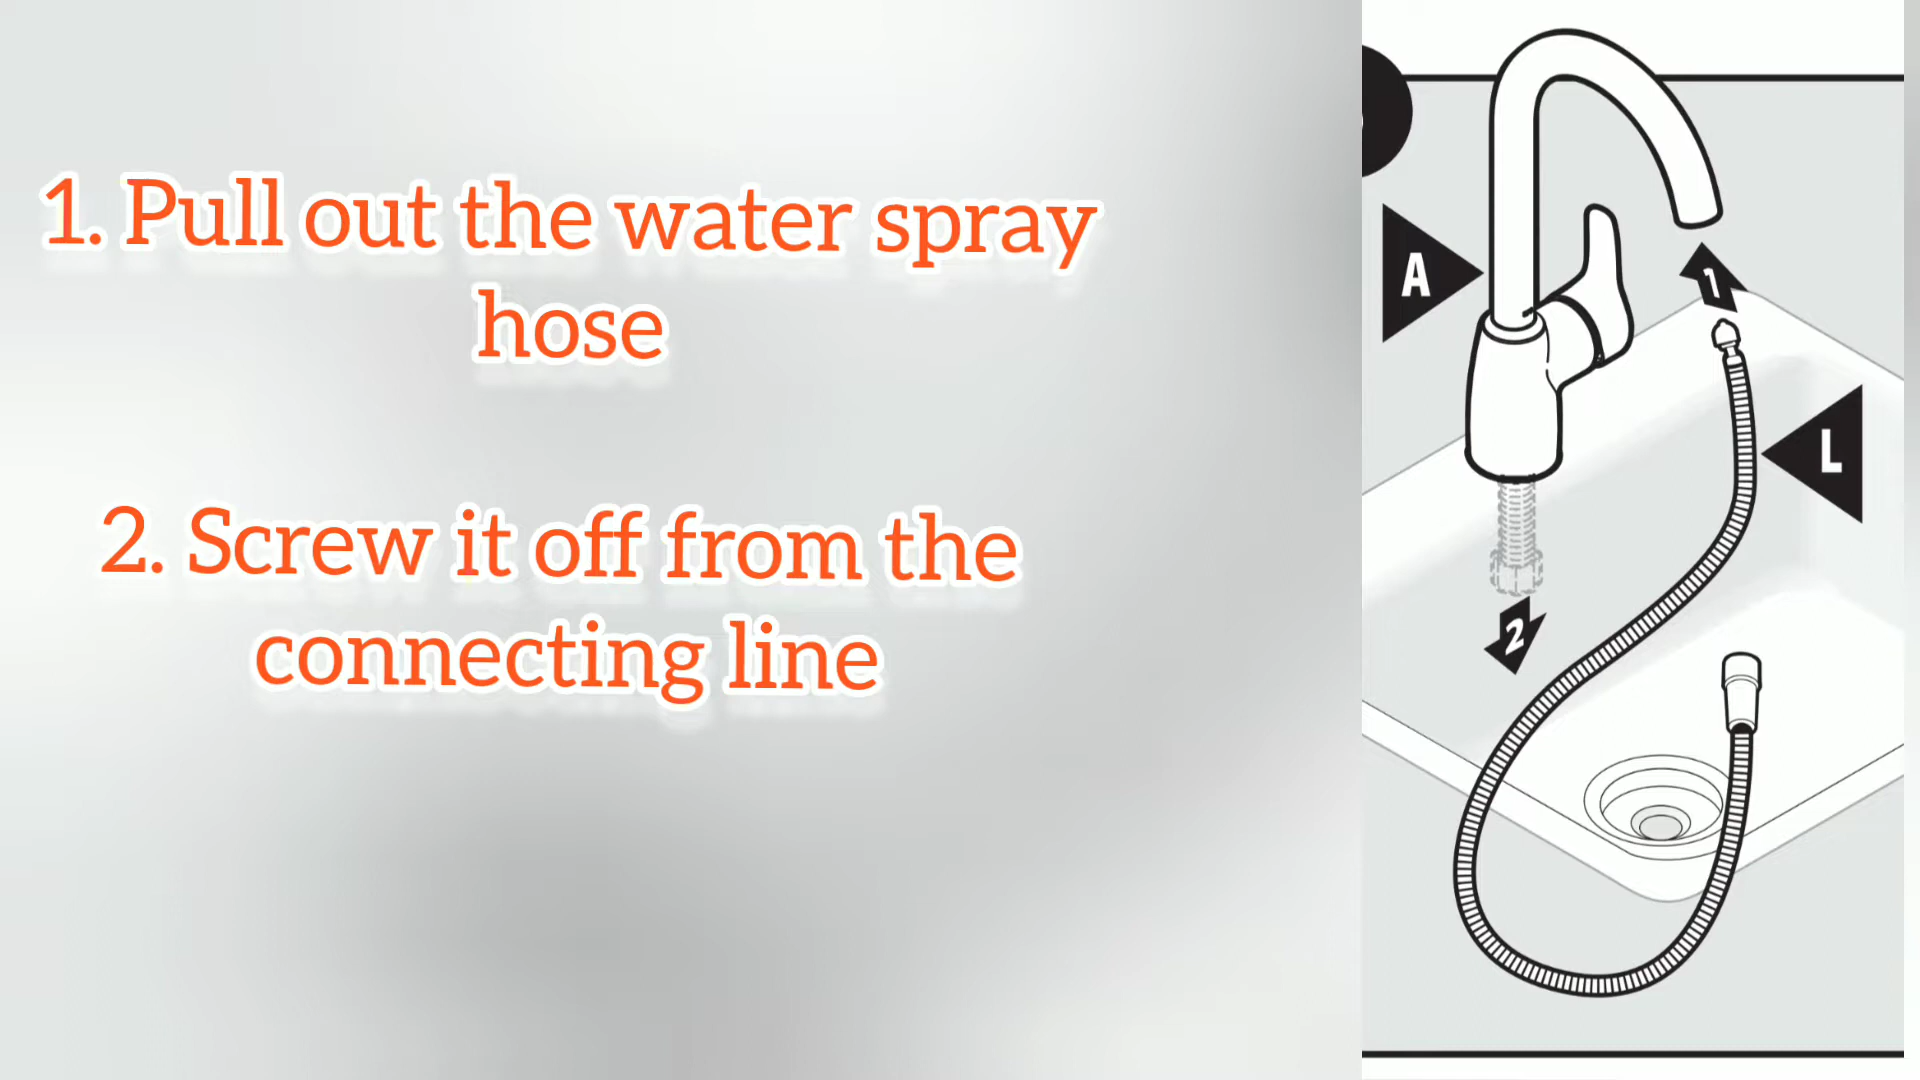 1. Pull out the water spray
hose
2. Screw it off from the
connecting line
A
1
L
2